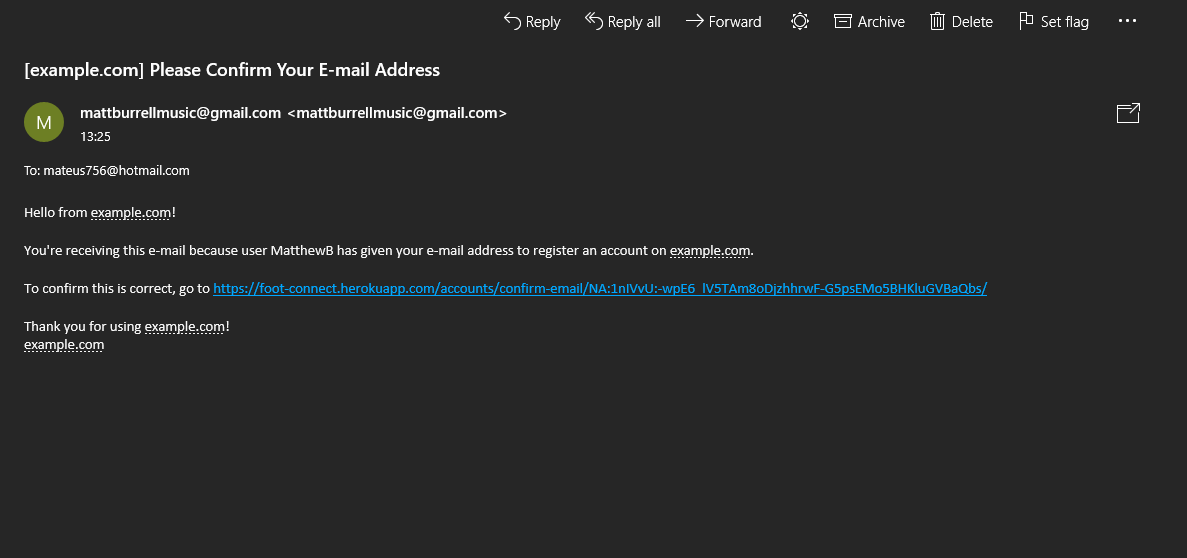 Reply Reply all Forward Archive Delete Set flag
[example.com] Please Confirm Your E-mail Address
M
mattburrellmusic@gmail.com <mattburrellmusic@gmail.com>
13:25
To: mateus756@hotmail.com
Hello from example.com!
You're receiving this e-mail because user MatthewB has given your e-mail address to register an account on example.com.
To confirm this is correct, go to https://foot-connect.herokuapp.com/accounts/confirm-email/NA:1nIVvU:-wpE6_lV5TAm8oDjzhhrwF-G5psEMo5BHKluGVBaQbs/
Thank you for using example.com!
example.com